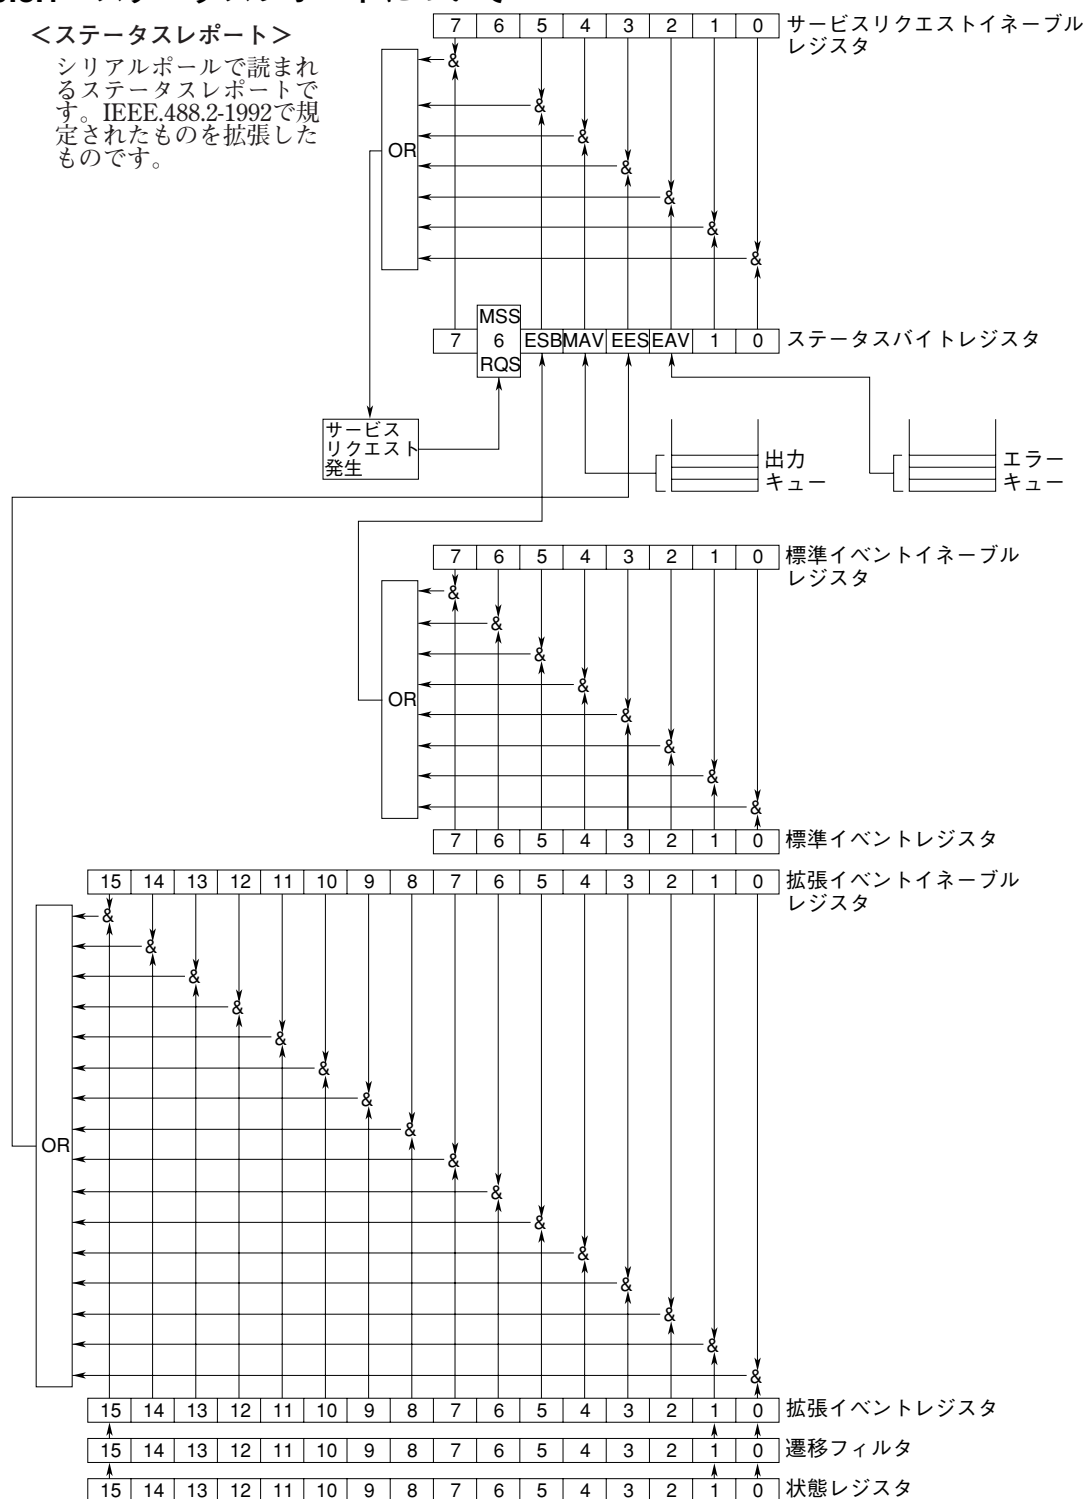 ＜ステータスレポート＞
シリアルポールで読まれ
るステータスレポートで
す。IEEE.488.2-1992で規
定されたものを拡張した
ものです。
7 6 5 4 3 2 1 0 サービスリクエストイネーブル
レジスタ
&
&
&
OR
&
&
&
&
MSS
7 6 ESB MAV EES EAV 1 0 ステータスバイトレジスタ
RQS
サービス
リクエスト
発生
出力
キュー
エラー
キュー
7 6 5 4 3 2 1 0 標準イベントイネーブル
レジスタ
&
&
&
&
OR
&
&
&
&
7 6 5 4 3 2 1 0 標準イベントレジスタ
15 14 13 12 11 10 9 8 7 6 5 4 3 2 1 0 拡張イベントイネーブル
レジスタ
&
&
&
&
&
&
&
&
OR
&
&
&
&
&
&
&
&
15 14 13 12 11 10 9 8 7 6 5 4 3 2 1 0 拡張イベントレジスタ
15 14 13 12 11 10 9 8 7 6 5 4 3 2 1 0 遷移フィルタ
15 14 13 12 11 10 9 8 7 6 5 4 3 2 1 0 状態レジスタ